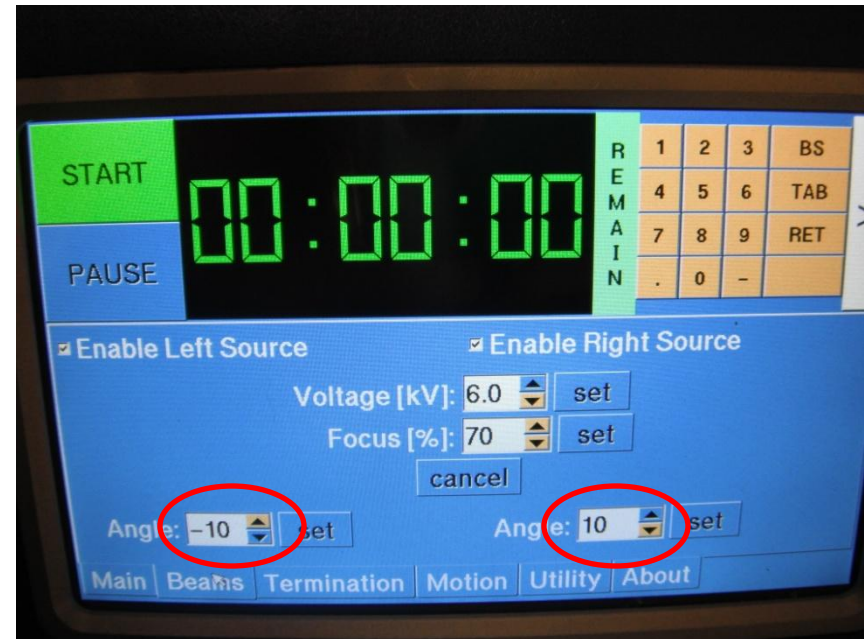 START
PAUSE
00:00:00
REMAIN
1 2 3 BS
4 5 6 TAB
7 8 9 RET
. 0 -
>
Enable Left Source
Enable Right Source
Voltage [kV]: 6.0 set
Focus [%]: 70 set
cancel
Angle: -10 set
Angle: 10 set
Main Beams Termination Motion Utility About